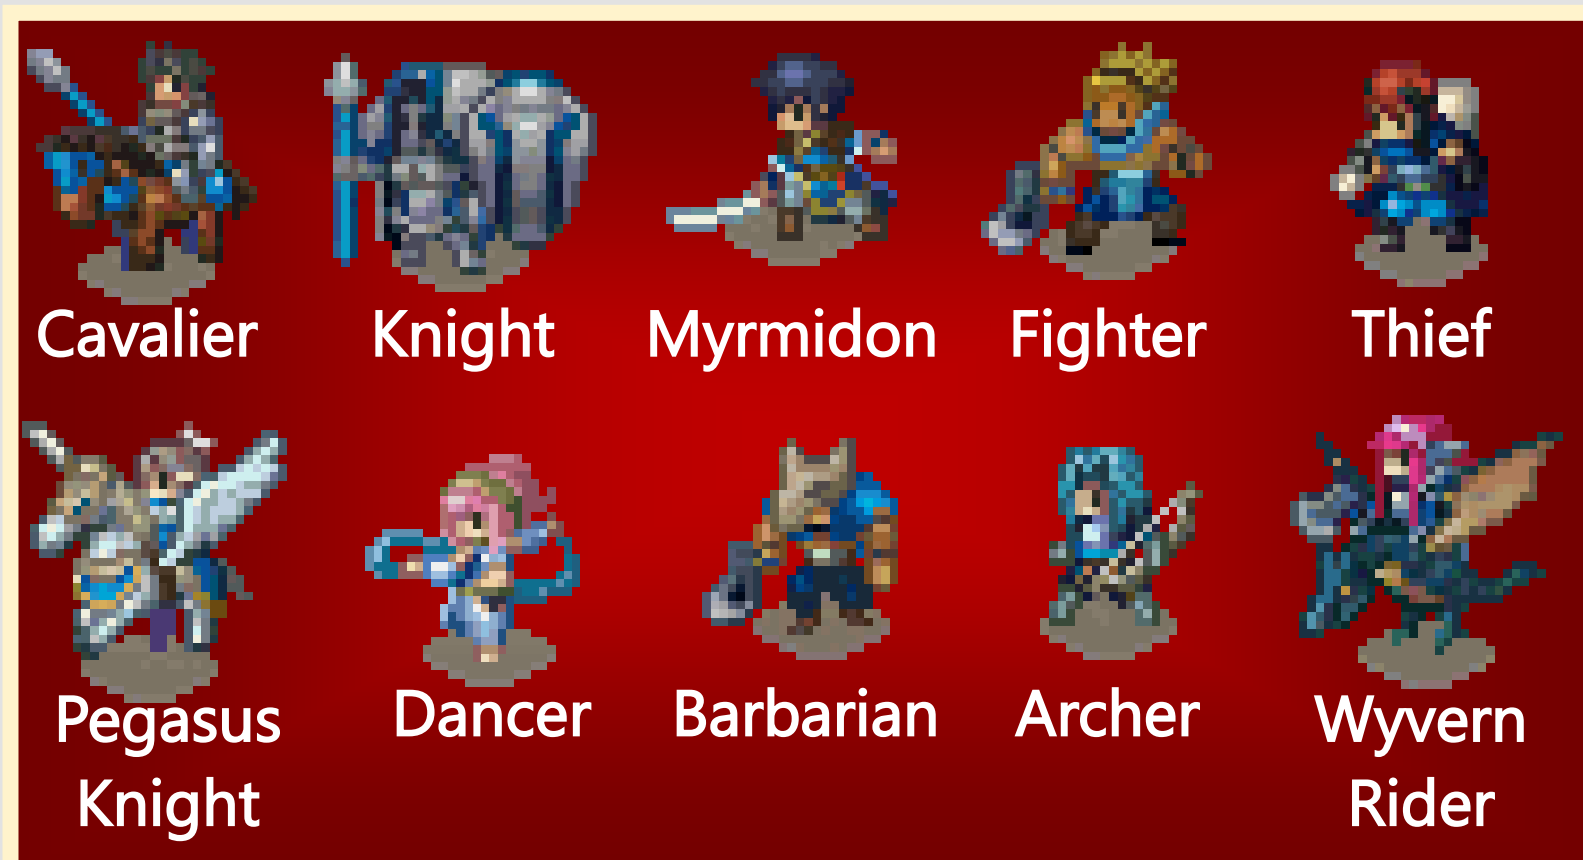 Cavalier
Knight
Myrmidon
Fighter
Thief
Pegasus
Knight
Dancer
Barbarian
Archer
Wyvern
Rider